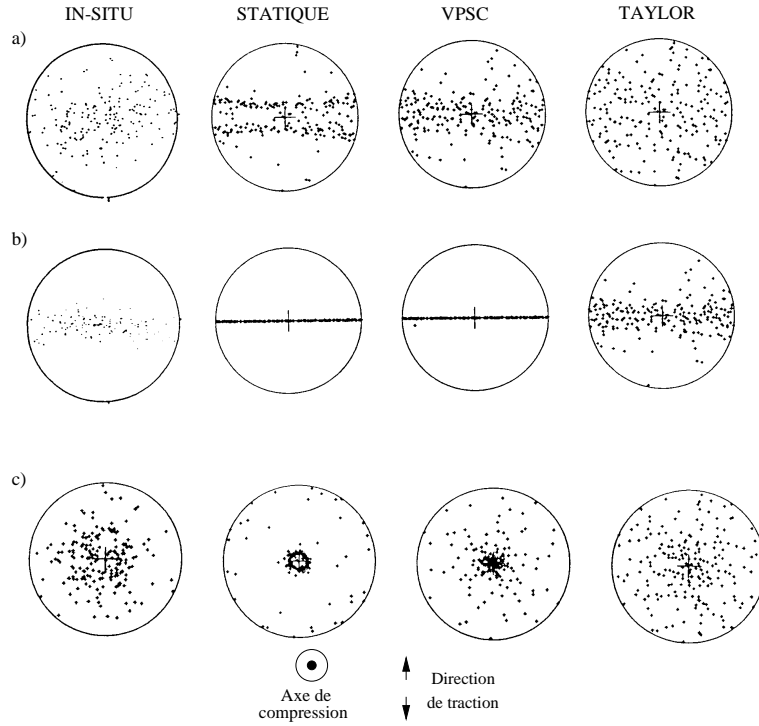 IN-SITU STATIQUE VPSC TAYLOR
a)
b)
c)
Axe de
compression
Direction
de traction